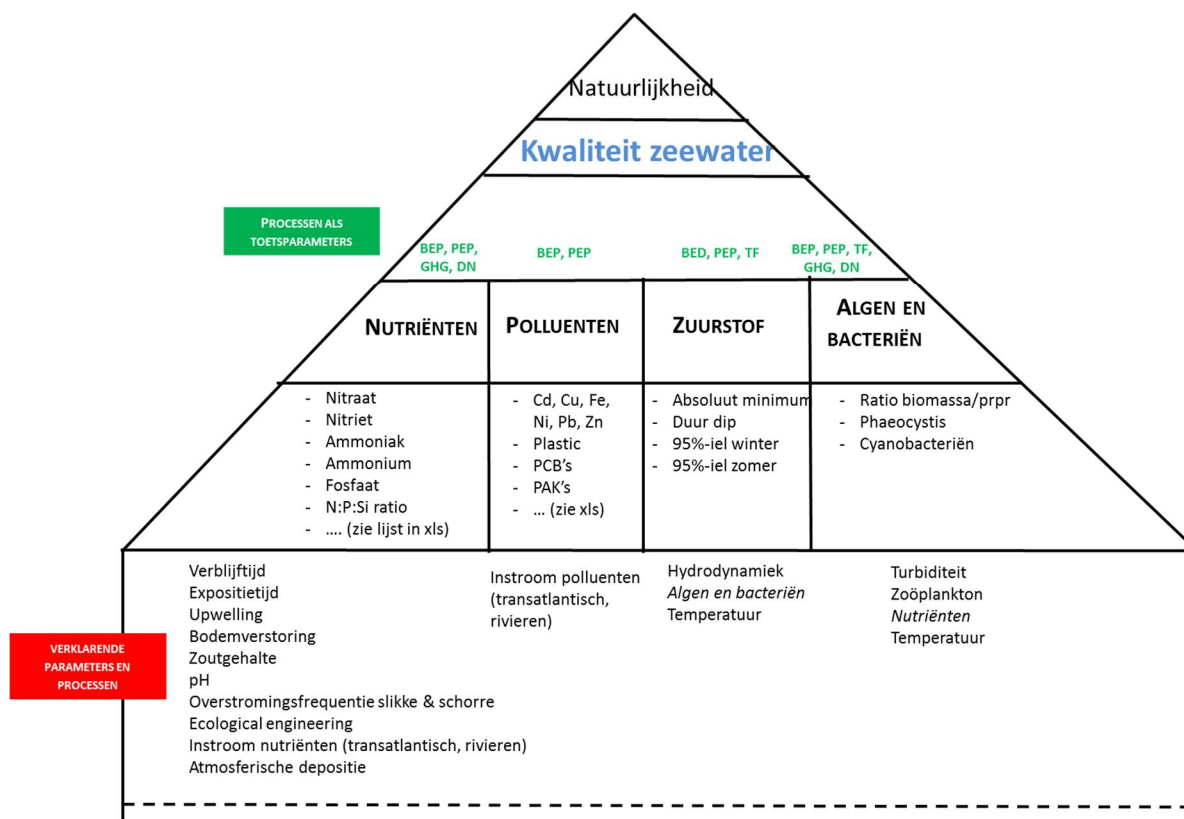 Natuurlijkheid
Kwaliteit zeewater
PROCESSEN ALS
TOETSPARAMETERS
BEP, PEP,
GHG, DN
BEP, PEP
BED, PEP, TF
BEP, PEP, TF,
GHG, DN
NUTRIËNTEN
POLLUENTEN
ZUURSTOF
ALGEN EN
BACTERIËN
- Nitraat
- Nitriet
- Ammoniak
- Ammonium
- Fosfaat
- N:P:Si ratio
- .... (zie lijst in xls)
- Cd, Cu, Fe,
Ni, Pb, Zn
- Plastic
- PCB's
- PAK's
- ... (zie xls)
- Absoluut minimum
- Duur dip
- 95%-iel winter
- 95%-iel zomer
- Ratio biomassa/prpr
- Phaeocystis
- Cyanobacteriën
VERKLARENDE
PARAMETERS EN
PROCESSEN
Verblijftijd
Expositietijd
Upwelling
Bodemverstoring
Zoutgehalte
pH
Overstromingsfrequentie slikke & schorre
Ecological engineering
Instroom nutriënten (transatlantisch, rivieren)
Atmosferische depositie
Instroom polluenten
(transatlantisch,
rivieren)
Hydrodynamiek
Algen en bacteriën
Temperatuur
Turbiditeit
Zoöplankton
Nutriënten
Temperatuur